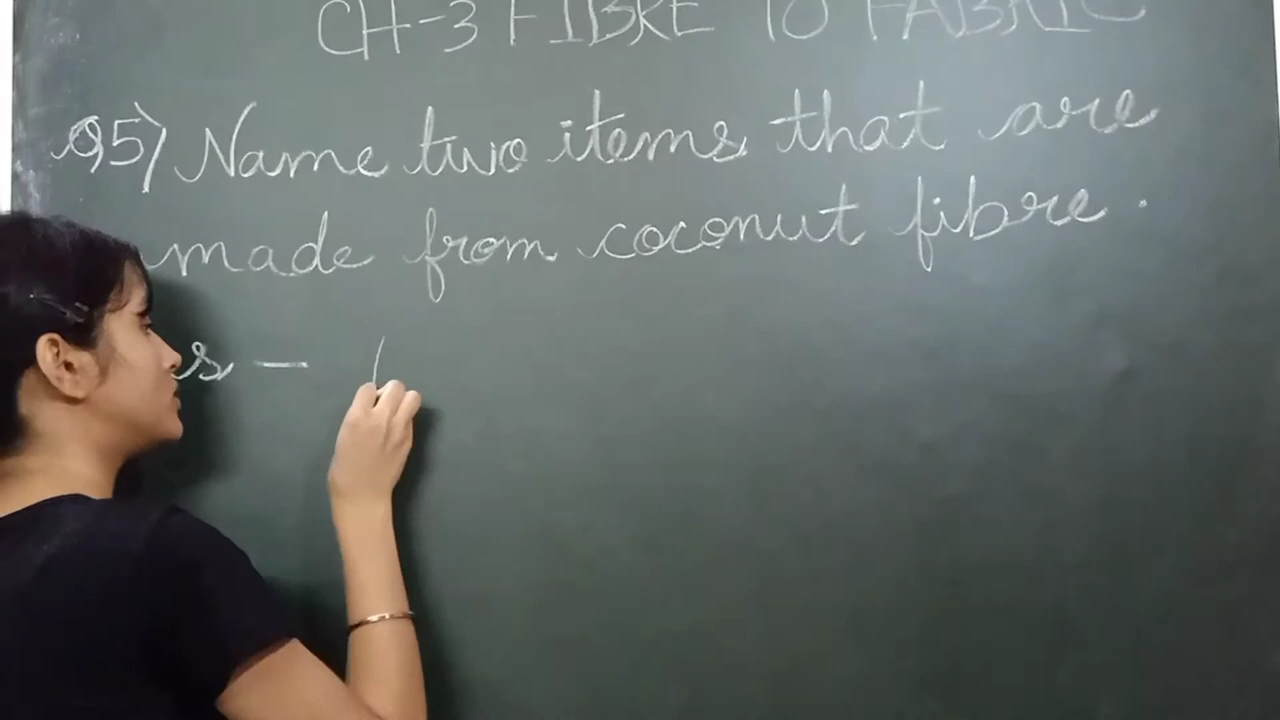 CH-3 FIBRE TO FABRIC
Q5) Name two items that are
made from coconut fibre.
s -